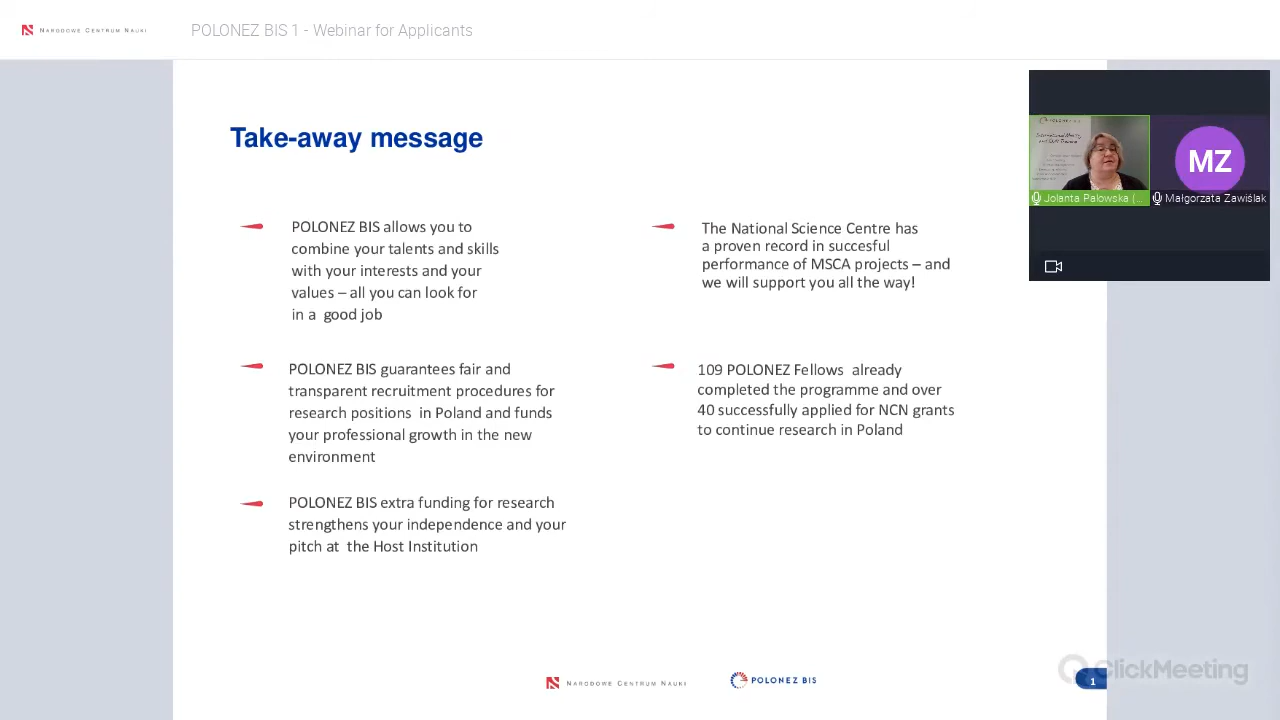 NARODOWE CENTRUM NAUKI
POLONEZ BIS 1 - Webinar for Applicants
Take-away message
POLONEZ BIS allows you to
combine your talents and skills
with your interests and your
values – all you can look for
in a good job
POLONEZ BIS guarantees fair and
transparent recruitment procedures for
research positions in Poland and funds
your professional growth in the new
environment
POLONEZ BIS extra funding for research
strengthens your independence and your
pitch at the Host Institution
The National Science Centre has
a proven record in succesful
performance of MSCA projects – and
we will support you all the way!
109 POLONEZ Fellows already
completed the programme and over
40 successfully applied for NCN grants
to continue research in Poland
MZ
Jolanta Palowska (...
Małgorzata Zawiślak
NARODOWE CENTRUM NAUKI
POLONEZ BIS
ClickMeeting
1